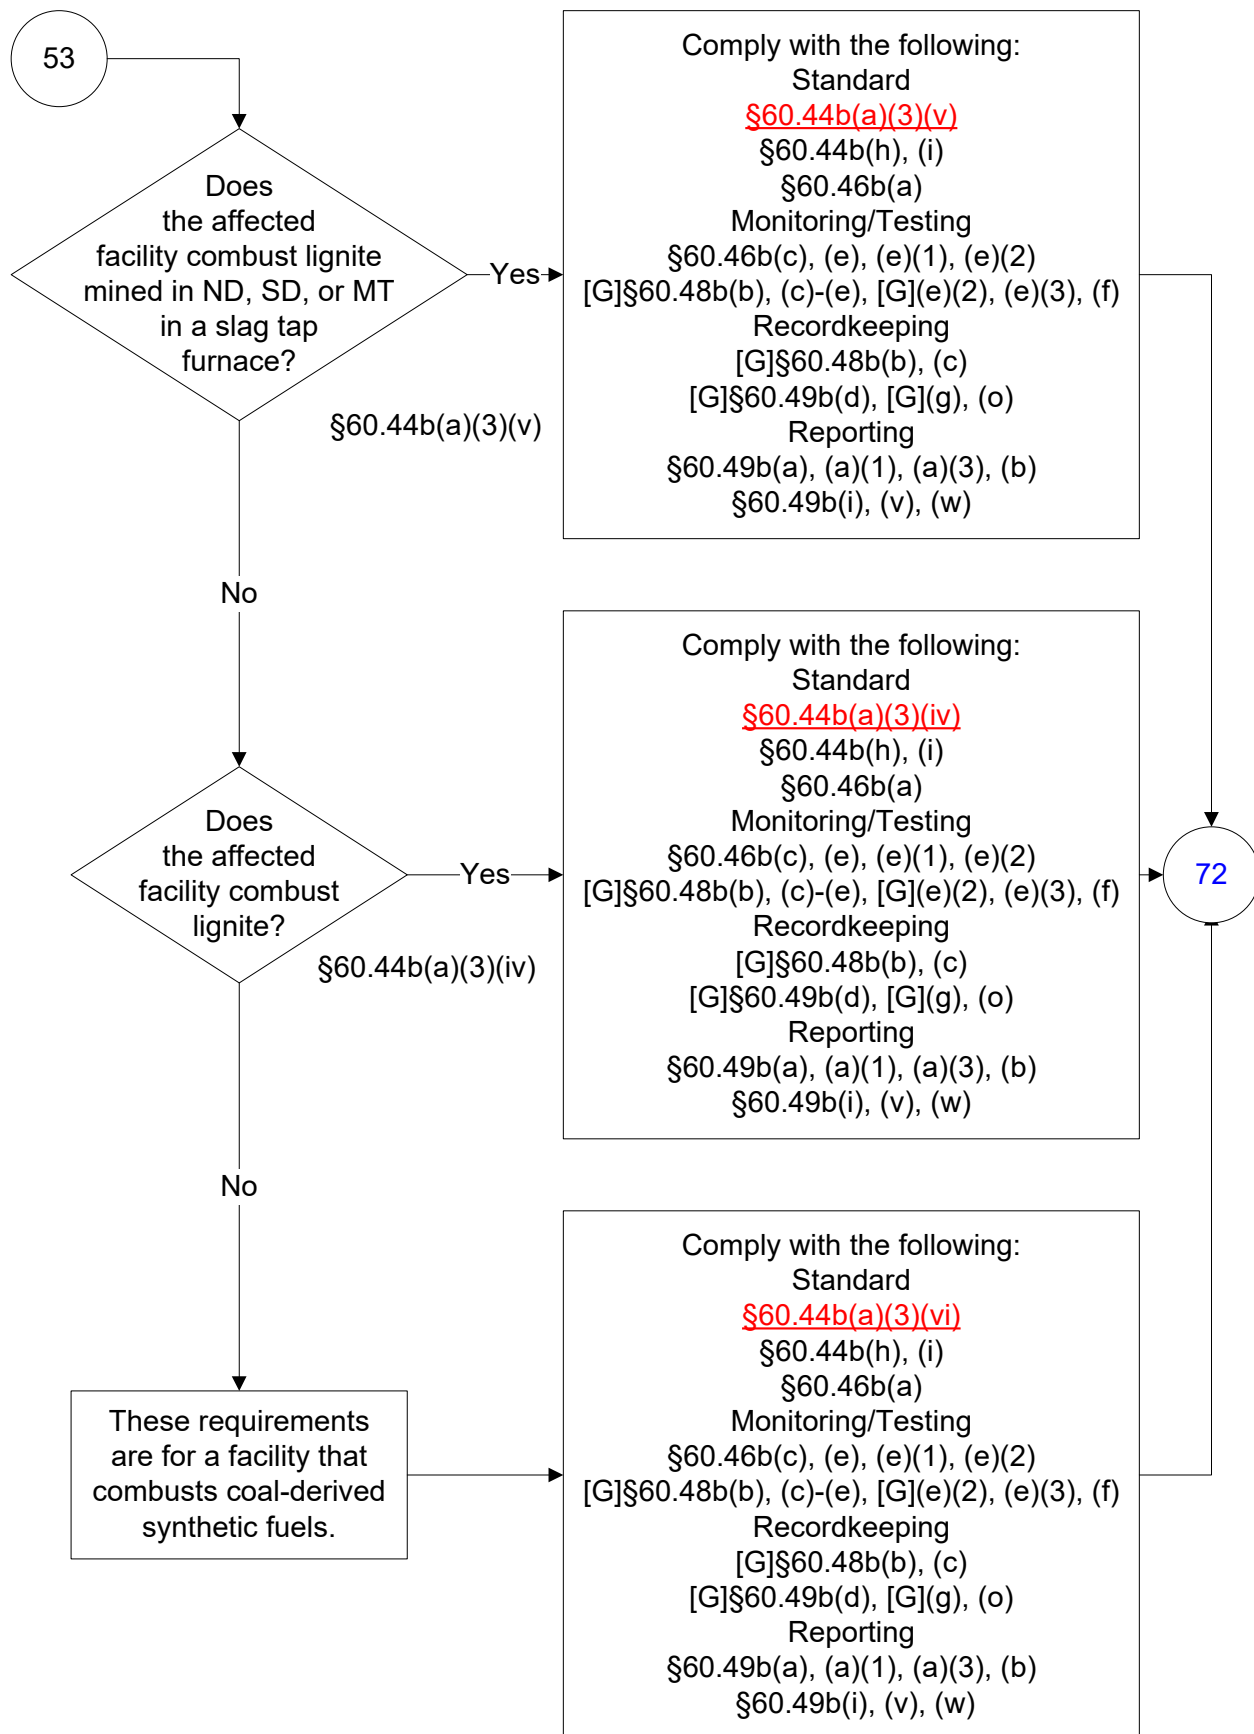 53
Does
the affected
facility combust lignite
mined in ND, SD, or MT
in a slag tap
furnace?
Yes
§60.44b(a)(3)(v)
Comply with the following:
Standard
§60.44b(a)(3)(v)
§60.44b(h), (i)
§60.46b(a)
Monitoring/Testing
§60.46b(c), (e), (e)(1), (e)(2)
[G]§60.48b(b), (c)-(e), [G](e)(2), (e)(3), (f)
Recordkeeping
[G]§60.48b(b), (c)
[G]§60.49b(d), [G](g), (o)
Reporting
§60.49b(a), (a)(1), (a)(3), (b)
§60.49b(i), (v), (w)
No
Does
the affected
facility combust
lignite?
Yes
§60.44b(a)(3)(iv)
Comply with the following:
Standard
§60.44b(a)(3)(iv)
§60.44b(h), (i)
§60.46b(a)
Monitoring/Testing
§60.46b(c), (e), (e)(1), (e)(2)
[G]§60.48b(b), (c)-(e), [G](e)(2), (e)(3), (f)
Recordkeeping
[G]§60.48b(b), (c)
[G]§60.49b(d), [G](g), (o)
Reporting
§60.49b(a), (a)(1), (a)(3), (b)
§60.49b(i), (v), (w)
72
No
These requirements
are for a facility that
combusts coal-derived
synthetic fuels.
Comply with the following:
Standard
§60.44b(a)(3)(vi)
§60.44b(h), (i)
§60.46b(a)
Monitoring/Testing
§60.46b(c), (e), (e)(1), (e)(2)
[G]§60.48b(b), (c)-(e), [G](e)(2), (e)(3), (f)
Recordkeeping
[G]§60.48b(b), (c)
[G]§60.49b(d), [G](g), (o)
Reporting
§60.49b(a), (a)(1), (a)(3), (b)
§60.49b(i), (v), (w)